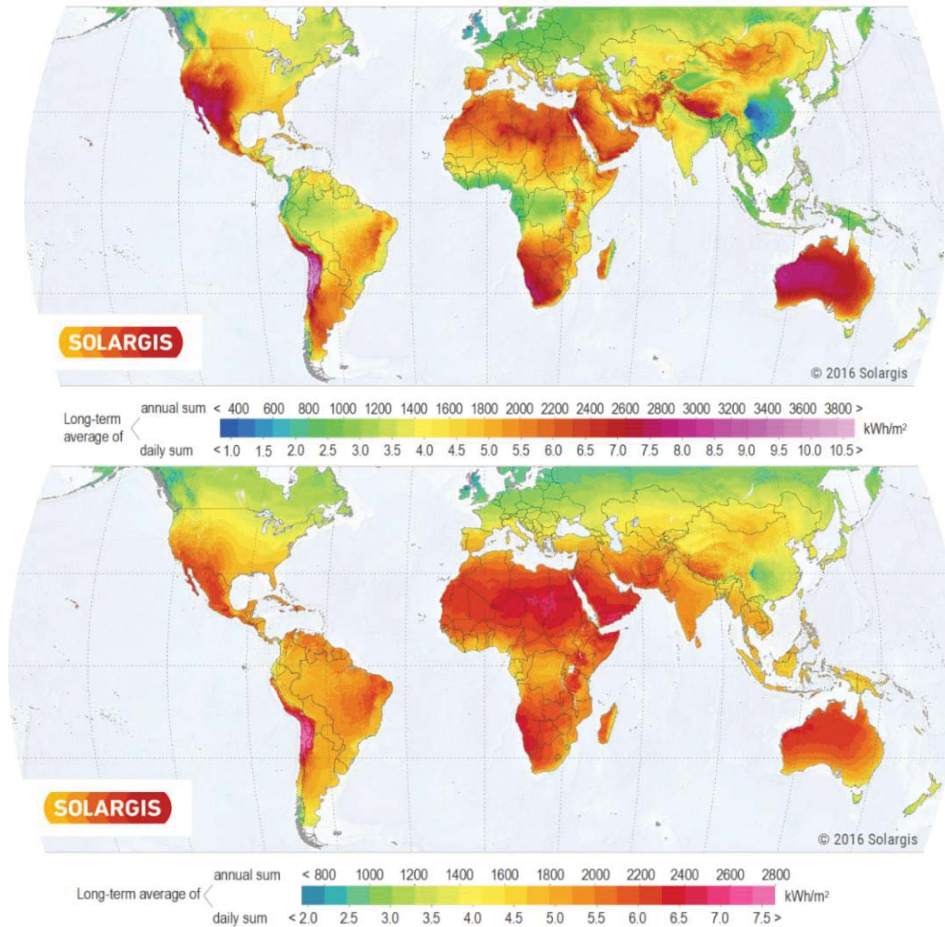 SOLARGIS
© 2016 Solargis
annual sum < 400 600 800 1000 1200 1400 1600 1800 2000 2200 2400 2600 2800 3000 3200 3400 3600 3800 >
Long-term average of kWh/m²
daily sum < 1.0 1.5 2.0 2.5 3.0 3.5 4.0 4.5 5.0 5.5 6.0 6.5 7.0 7.5 8.0 8.5 9.0 9.5 10.0 10.5 >
SOLARGIS
© 2016 Solargis
annual sum < 800 1000 1200 1400 1600 1800 2000 2200 2400 2600 2800
Long-term average of kWh/m²
daily sum < 2.0 2.5 3.0 3.5 4.0 4.5 5.0 5.5 6.0 6.5 7.0 7.5 >